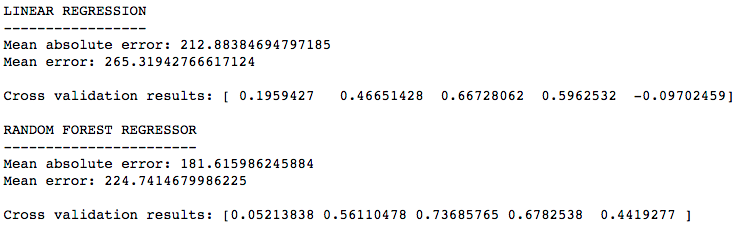 LINEAR REGRESSION
-----------------
Mean absolute error: 212.88384694797185
Mean error: 265.31942766617124
Cross validation results: [ 0.1959427   0.46651428  0.66728062  0.5962532  -0.09702459]
RANDOM FOREST REGRESSOR
-----------------------
Mean absolute error: 181.615986245884
Mean error: 224.7414679986225
Cross validation results: [0.05213838 0.56110478 0.73685765 0.6782538  0.4419277 ]